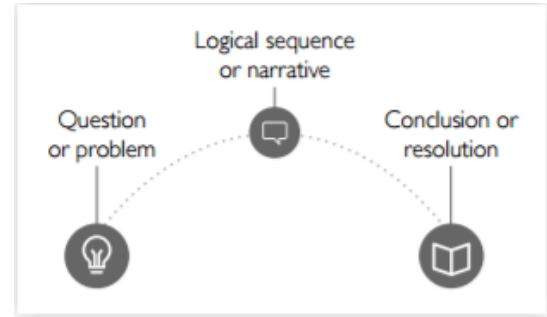 Logical sequence
or narrative
Question
or problem
Conclusion or
resolution